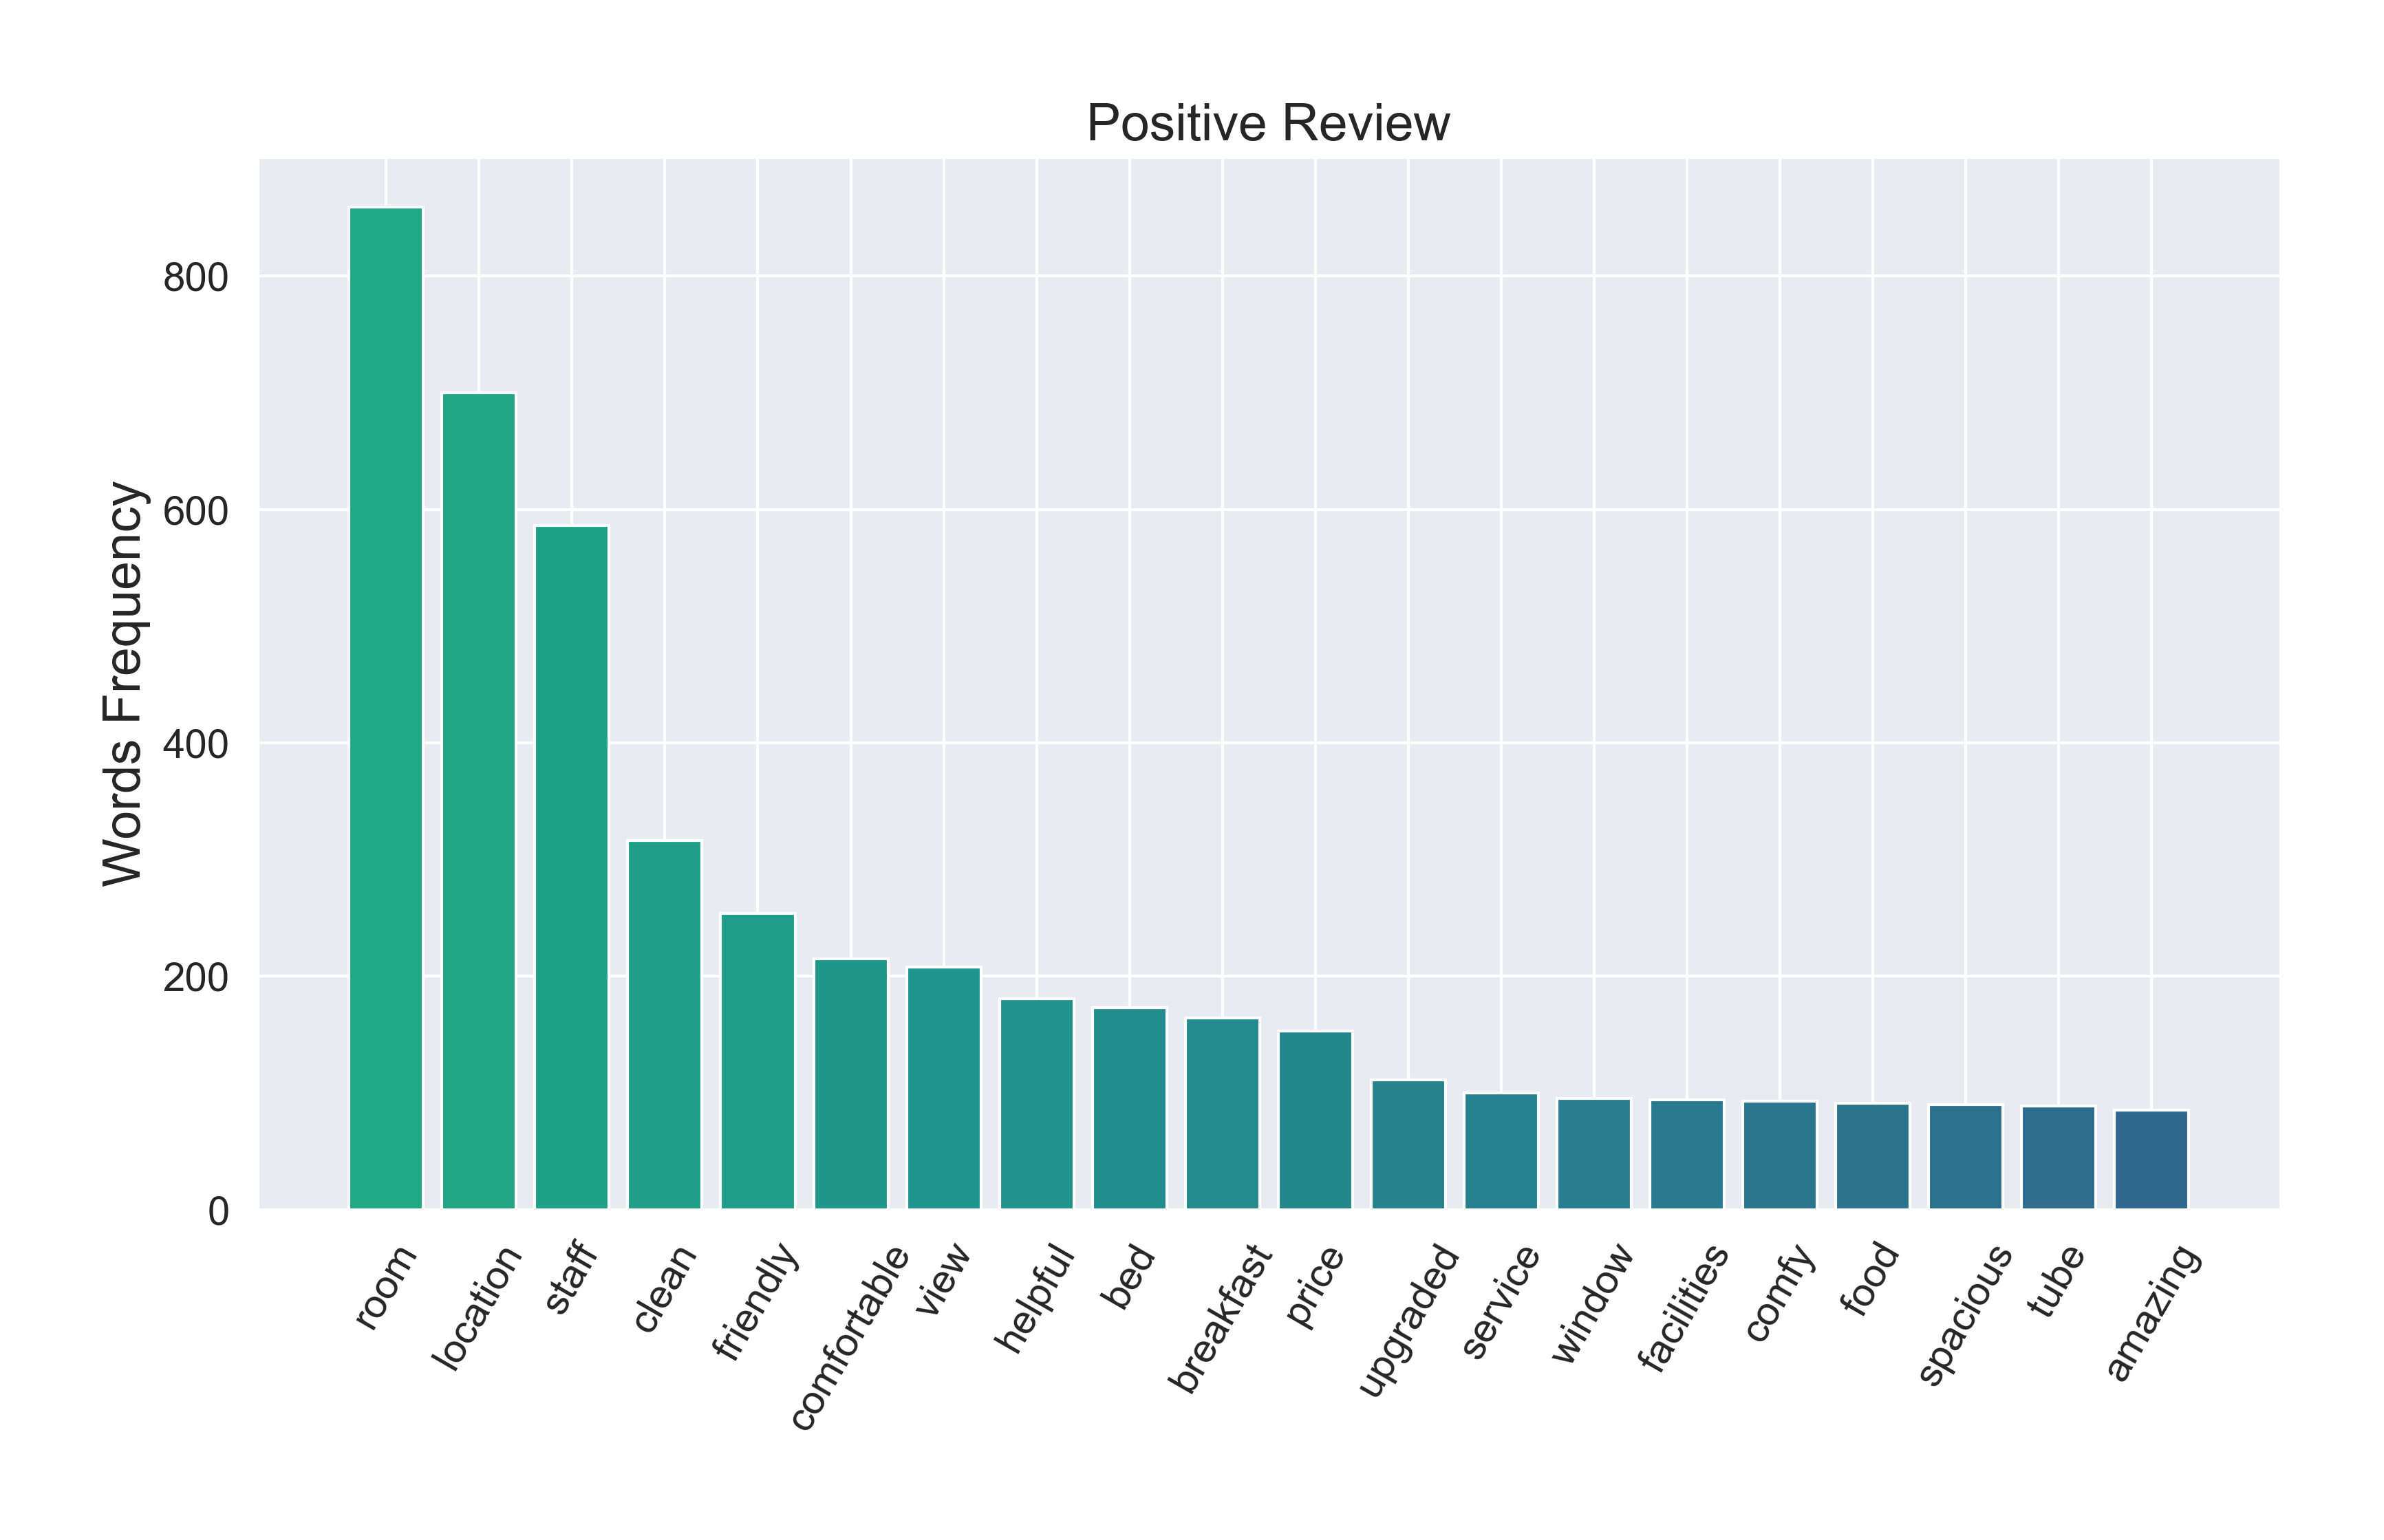 Positive Review
Words Frequency
800
600
400
200
0
room
location
staff
clean
friendly
comfortable
view
helpful
bed
breakfast
price
upgraded
service
window
facilities
comfy
food
spacious
tube
amazing